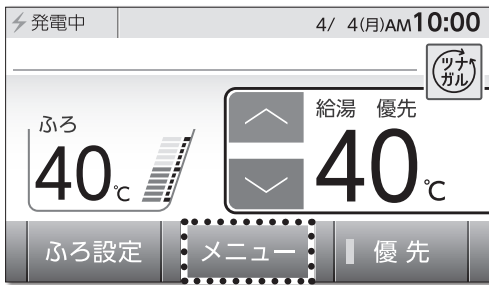 発電中 4/ 4(月)AM10:00
ツナ
ガル
ふろ 給湯 優先
40℃ 40℃
ふろ設定 メニュー 優先